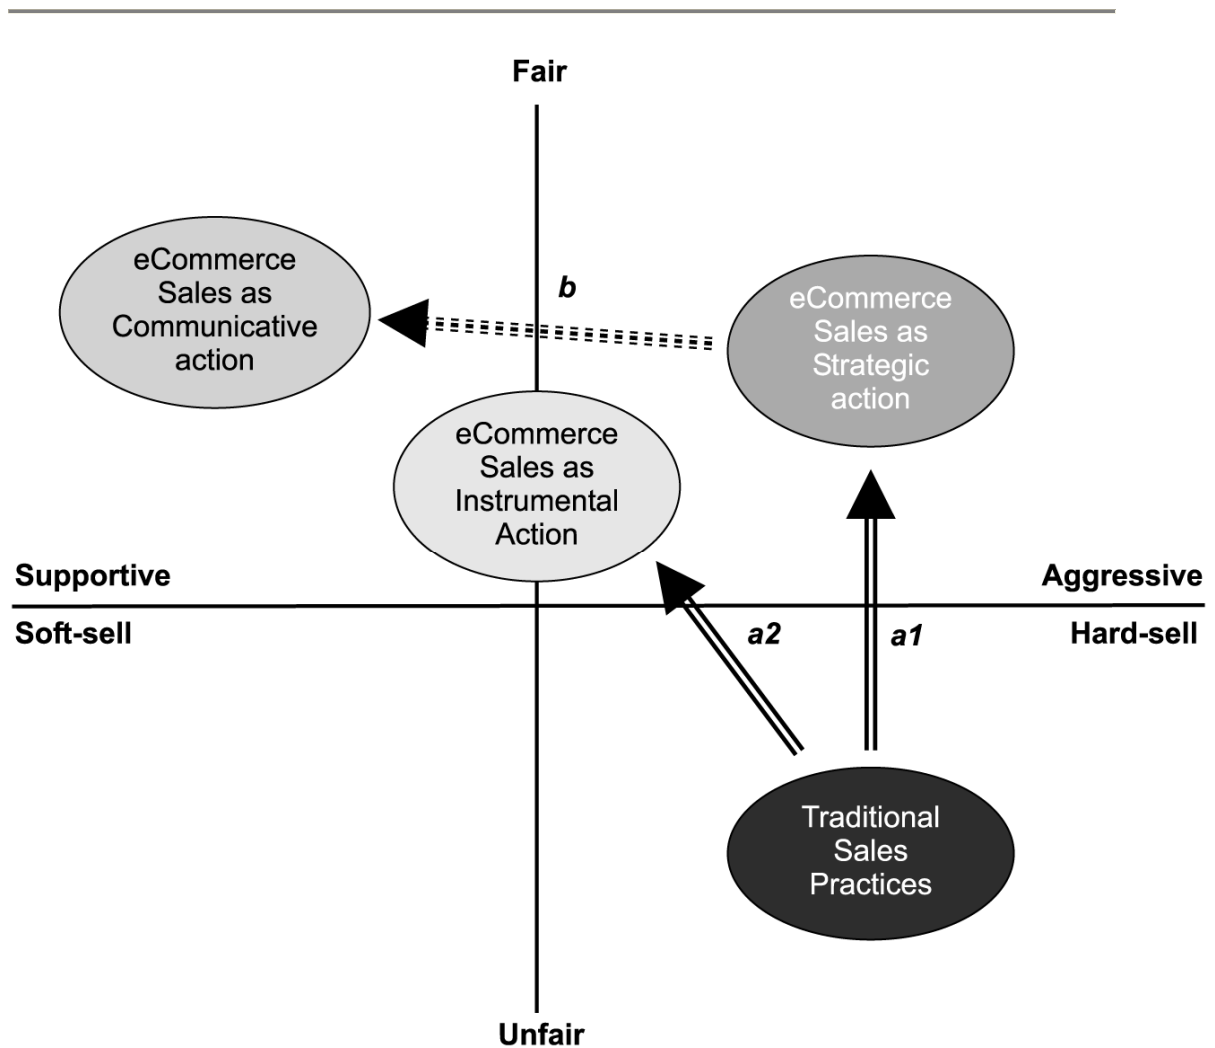 Fair
eCommerce
Sales as
Communicative
action
b
eCommerce
Sales as
Strategic
action
eCommerce
Sales as
Instrumental
Action
Supportive
Aggressive
Soft-sell
a2
a1
Hard-sell
Traditional
Sales
Practices
Unfair